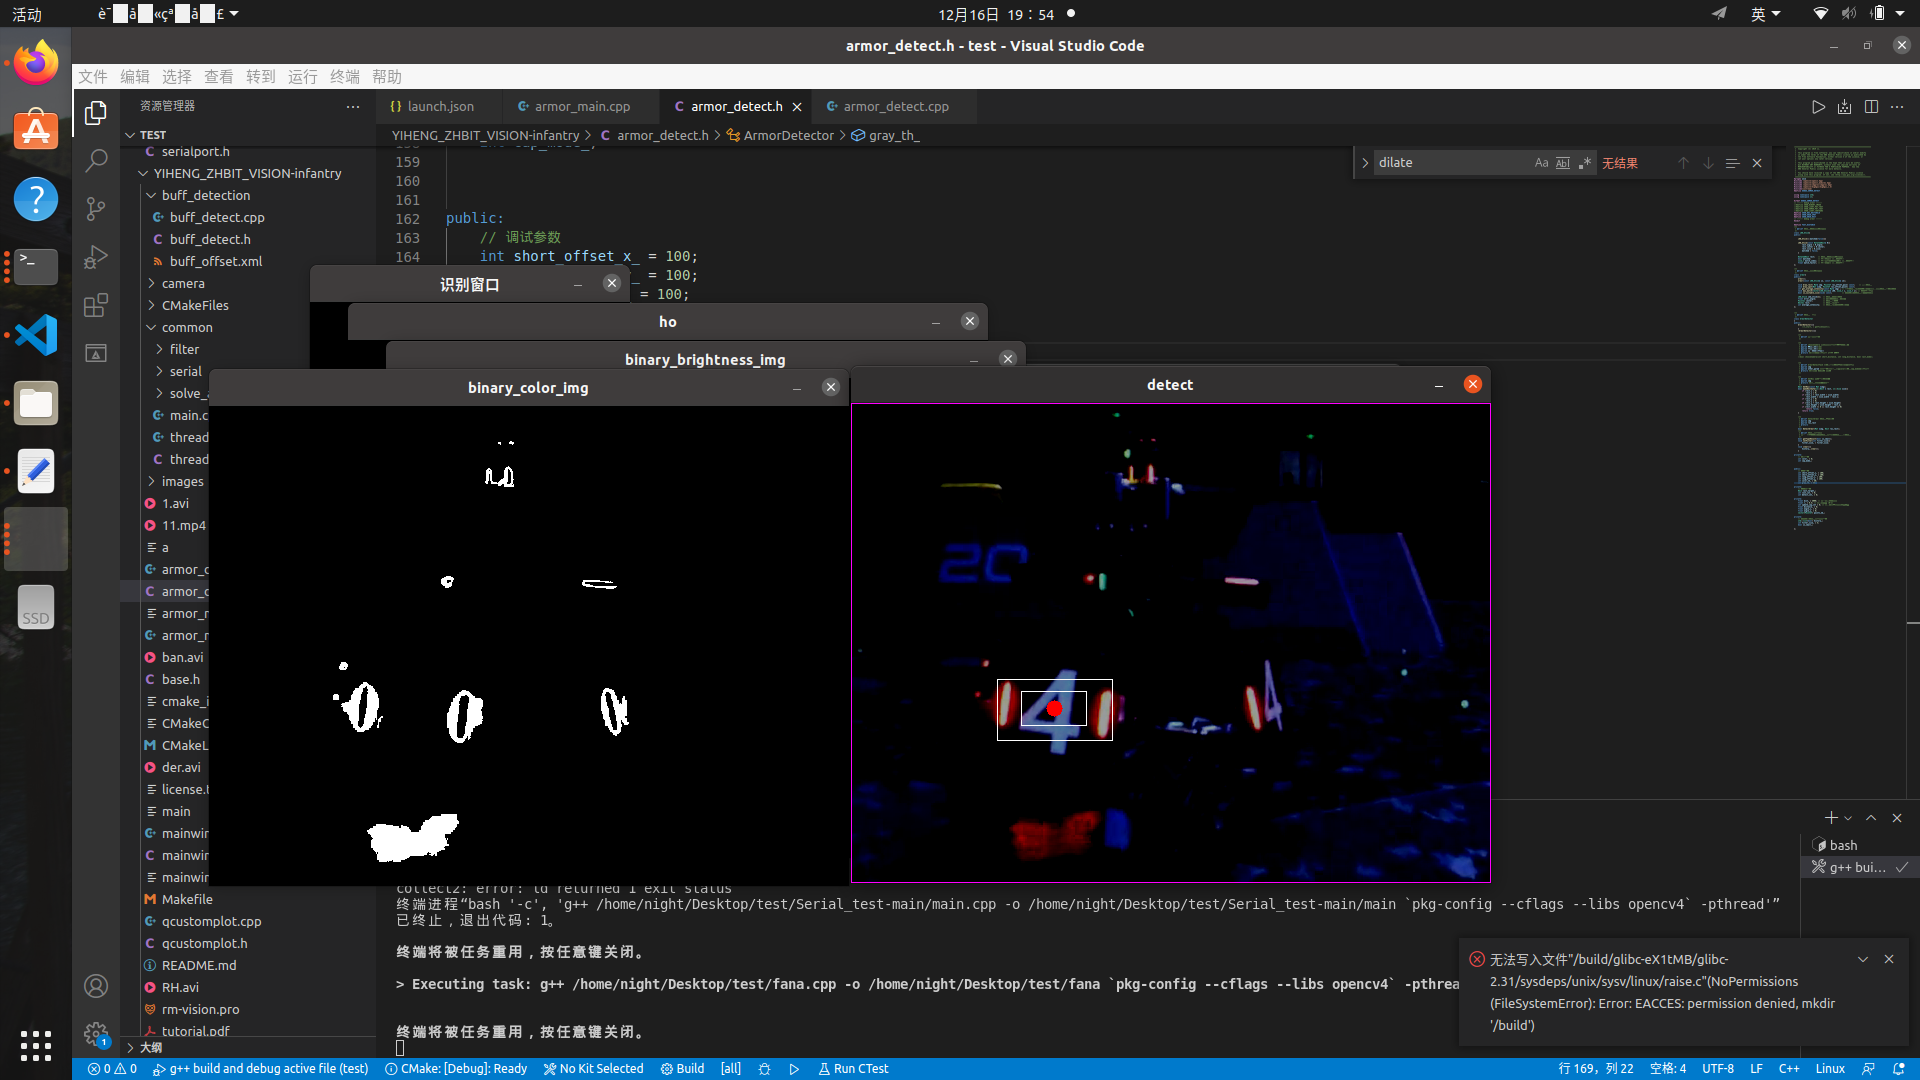 活动
12月16日 19：54
英
armor_detect.h - test - Visual Studio Code
文件 编辑 选择 查看 转到 运行 终端 帮助
资源管理器
launch.json
armor_main.cpp
armor_detect.h
armor_detect.cpp
TEST
YIHENG_ZHBIT_VISION-infantry
armor_detect.h
ArmorDetector
gray_th_
serialport.h
YIHENG_ZHBIT_VISION-infantry
buff_detection
buff_detect.cpp
buff_detect.h
buff_offset.xml
camera
CMakeFiles
common
filter
serial
solve_
main.c
thread
thread
images
1.avi
11.mp4
a
armor_
armor_
armor_
armor_
ban.avi
base.h
cmake_i
CMakeC
CMakeL
der.avi
license.
main
mainwi
mainwi
mainwi
Makefile
qcustomplot.cpp
qcustomplot.h
README.md
RH.avi
rm-vision.pro
tutorial.pdf
大纲
159
160
161
162 public:
163 // 调试参数
164 int short_offset_x_ = 100;
= 100;
= 100;
dilate
Aa Abl .*
无结果
识别窗口
ho
binary_brightness_img
binary_color_img
detect
2C
4
4
SSD
collect2: error: ld returned 1 exit status
终端进程“bash '-c', 'g++ /home/night/Desktop/test/Serial_test-main/main.cpp -o /home/night/Desktop/test/Serial_test-main/main `pkg-config --cflags --libs opencv4` -pthread'”
已终止，退出代码: 1。
终端将被任务重用，按任意键关闭。
> Executing task: g++ /home/night/Desktop/test/fana.cpp -o /home/night/Desktop/test/fana `pkg-config --cflags --libs opencv4` -pthrea
终端将被任务重用，按任意键关闭。
bash
g++ bui...
无法写入文件"/build/glibc-eX1tMB/glibc-
2.31/sysdeps/unix/sysv/linux/raise.c"(NoPermissions
(FileSystemError): Error: EACCES: permission denied, mkdir
'/build')
1
0 0
g++ build and debug active file (test)
CMake: [Debug]: Ready
No Kit Selected
Build
[all]
Run CTest
行 169，列 22
空格: 4
UTF-8
LF
C++
Linux